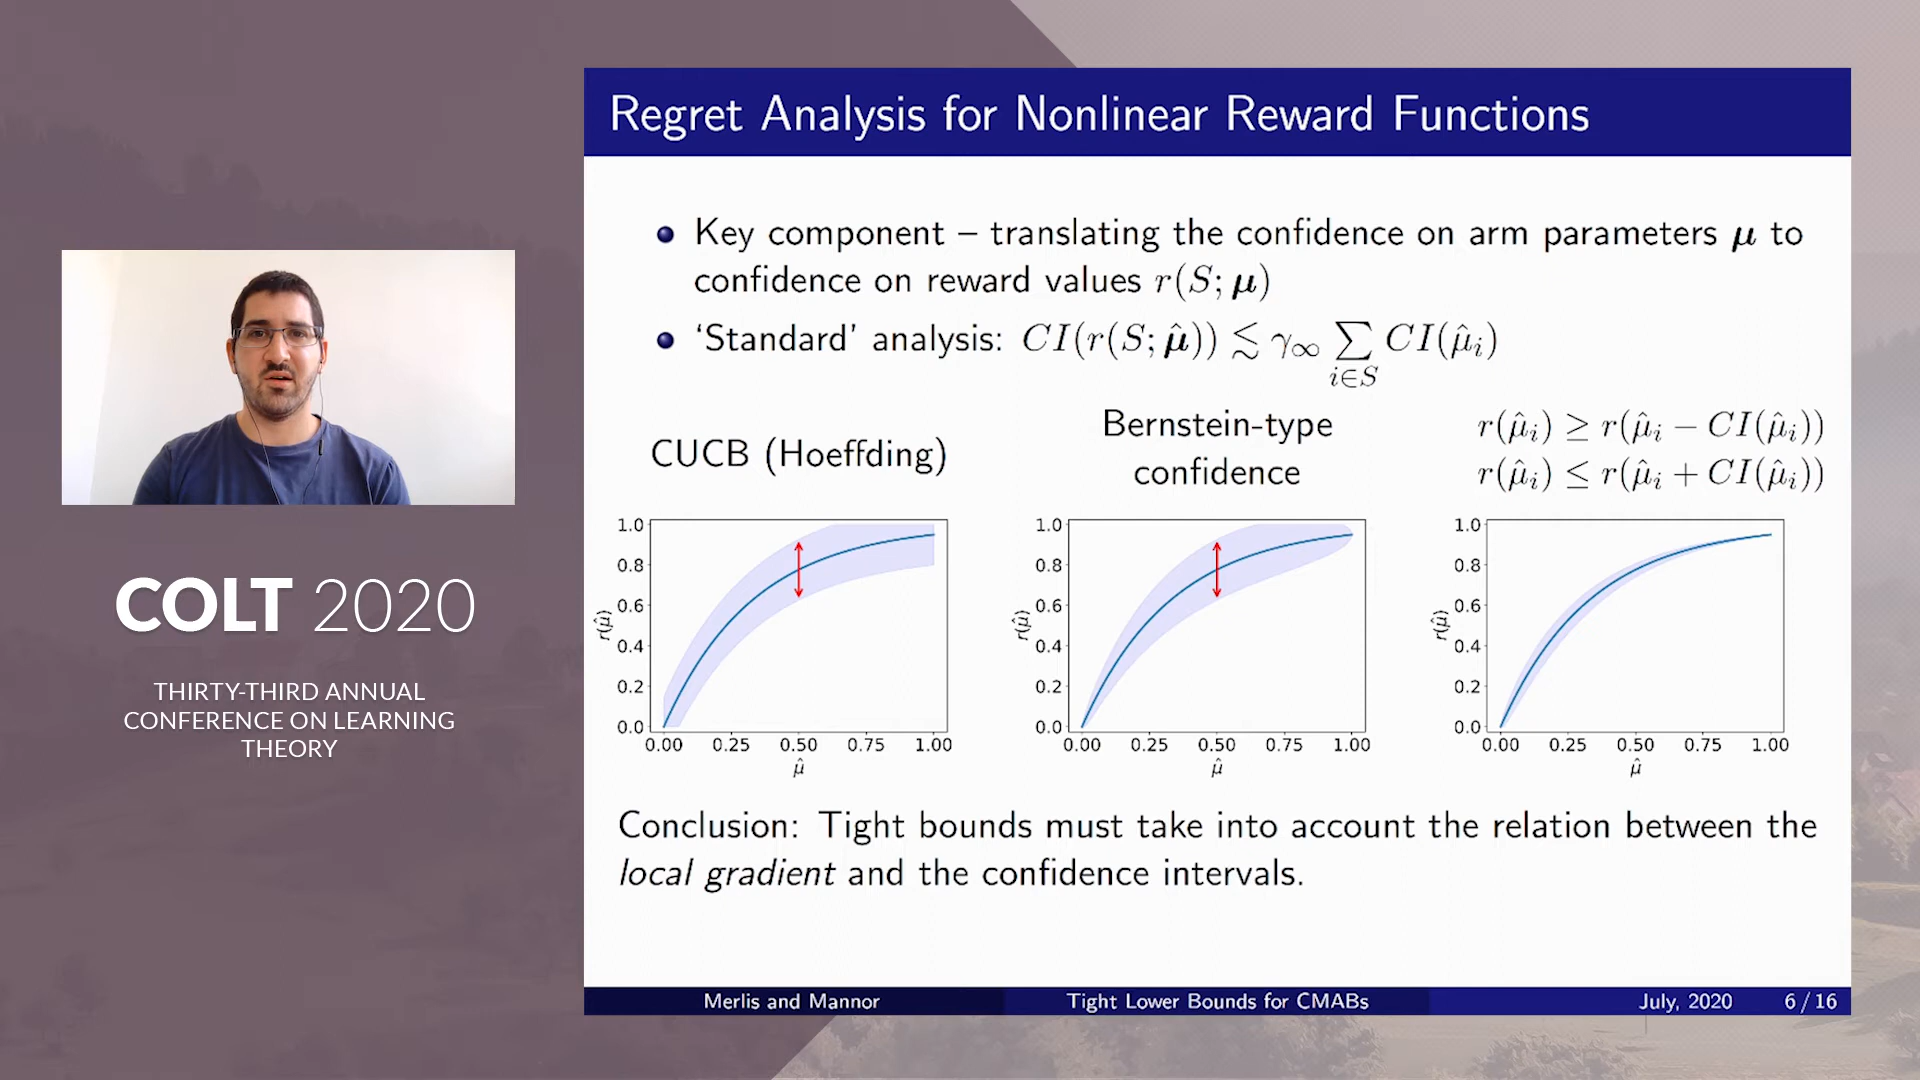 COLT 2020
THIRTY-THIRD ANNUAL
CONFERENCE ON LEARNING
THEORY
Regret Analysis for Nonlinear Reward Functions
Key component – translating the confidence on arm parameters μ to
confidence on reward values r(S; μ)
‘Standard’ analysis: CI(r(S; μ̂)) ≲ γ∞ ∑ CI(μ̂ᵢ)
i∈S
CUCB (Hoeffding)
Bernstein-type
confidence
r(μ̂ᵢ) ≥ r(μ̂ᵢ − CI(μ̂ᵢ))
r(μ̂ᵢ) ≤ r(μ̂ᵢ + CI(μ̂ᵢ))
1.0
0.8
0.6
0.4
0.2
0.0
r(μ̂)
0.00 0.25 0.50 0.75 1.00
μ̂
1.0
0.8
0.6
0.4
0.2
0.0
r(μ̂)
0.00 0.25 0.50 0.75 1.00
μ̂
1.0
0.8
0.6
0.4
0.2
0.0
r(μ̂)
0.00 0.25 0.50 0.75 1.00
μ̂
Conclusion: Tight bounds must take into account the relation between the
local gradient and the confidence intervals.
Merlis and Mannor Tight Lower Bounds for CMABs July, 2020 6 / 16